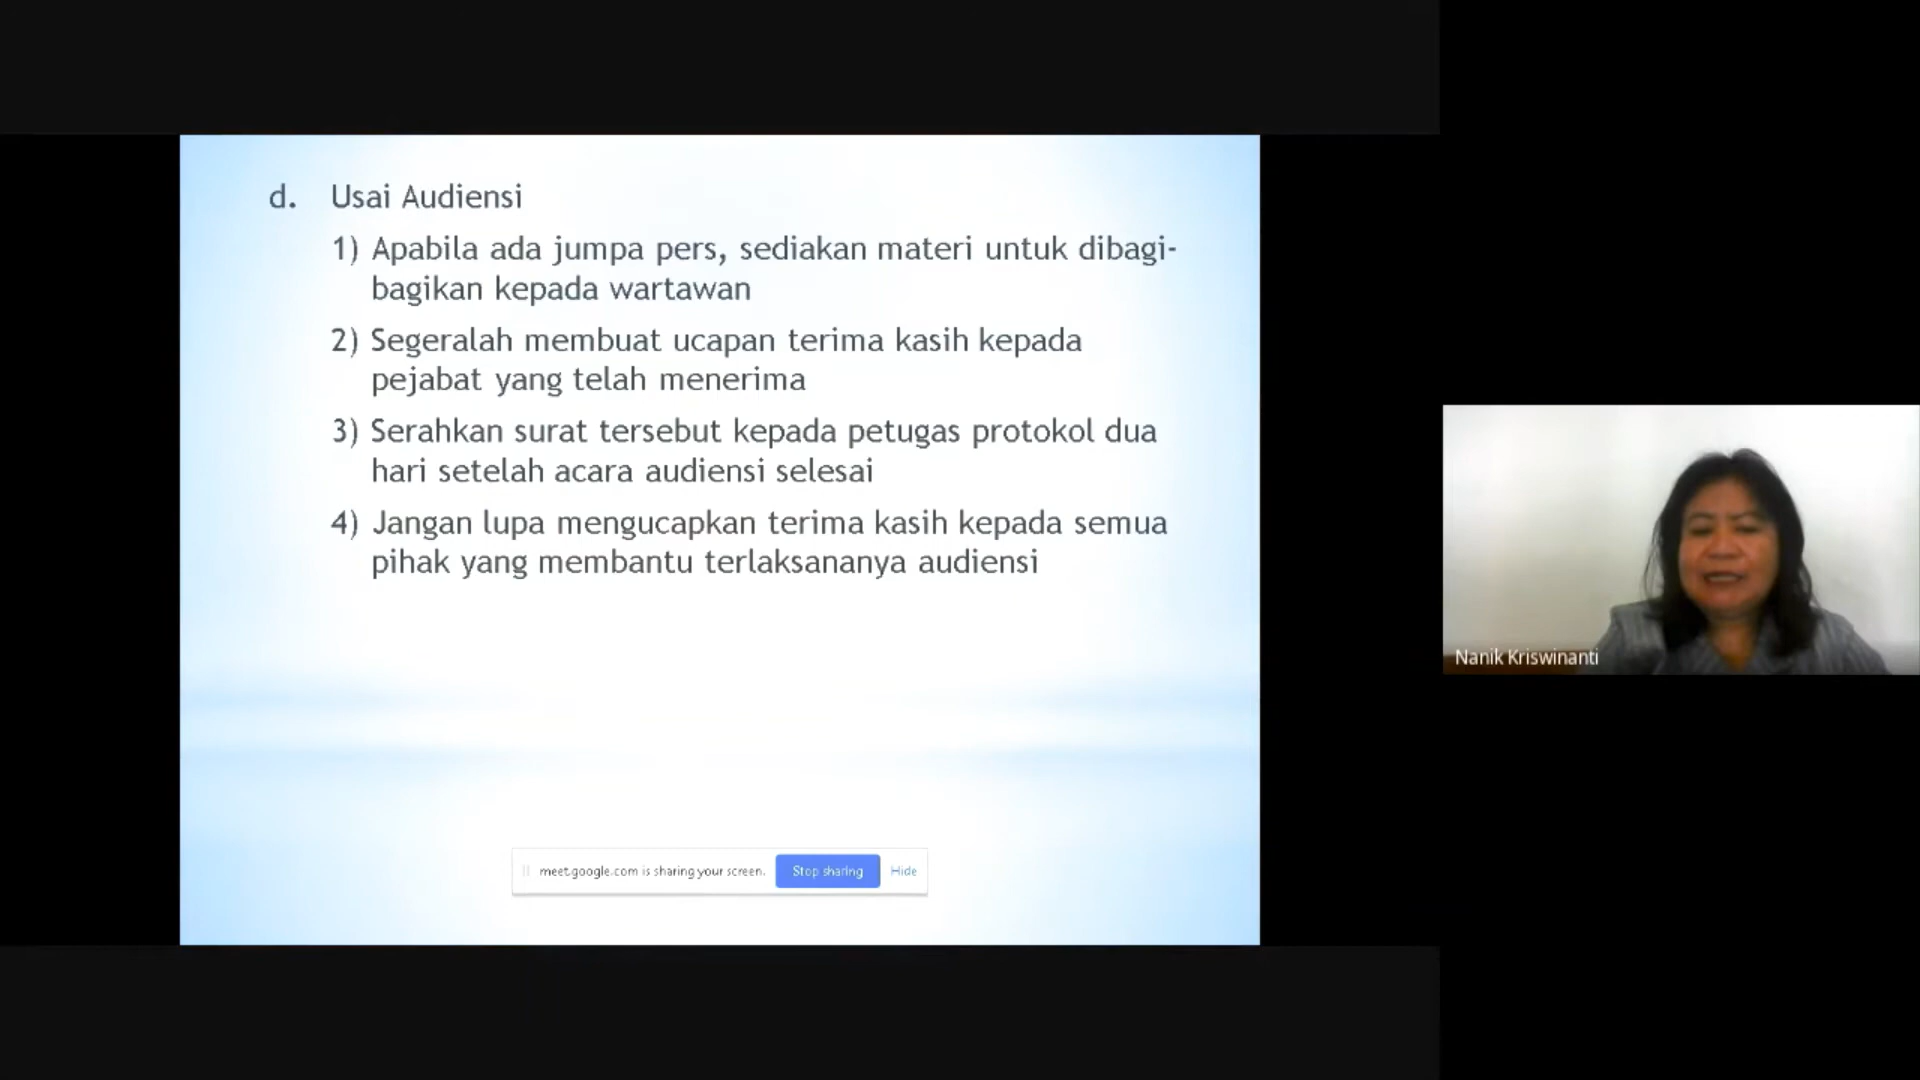 d. Usai Audiensi
1) Apabila ada jumpa pers, sediakan materi untuk dibagi-
bagikan kepada wartawan
2) Segeralah membuat ucapan terima kasih kepada
pejabat yang telah menerima
3) Serahkan surat tersebut kepada petugas protokol dua
hari setelah acara audiensi selesai
4) Jangan lupa mengucapkan terima kasih kepada semua
pihak yang membantu terlaksananya audiensi
meet.google.com is sharing your screen. Stop sharing Hide
Nanik Kriswinanti